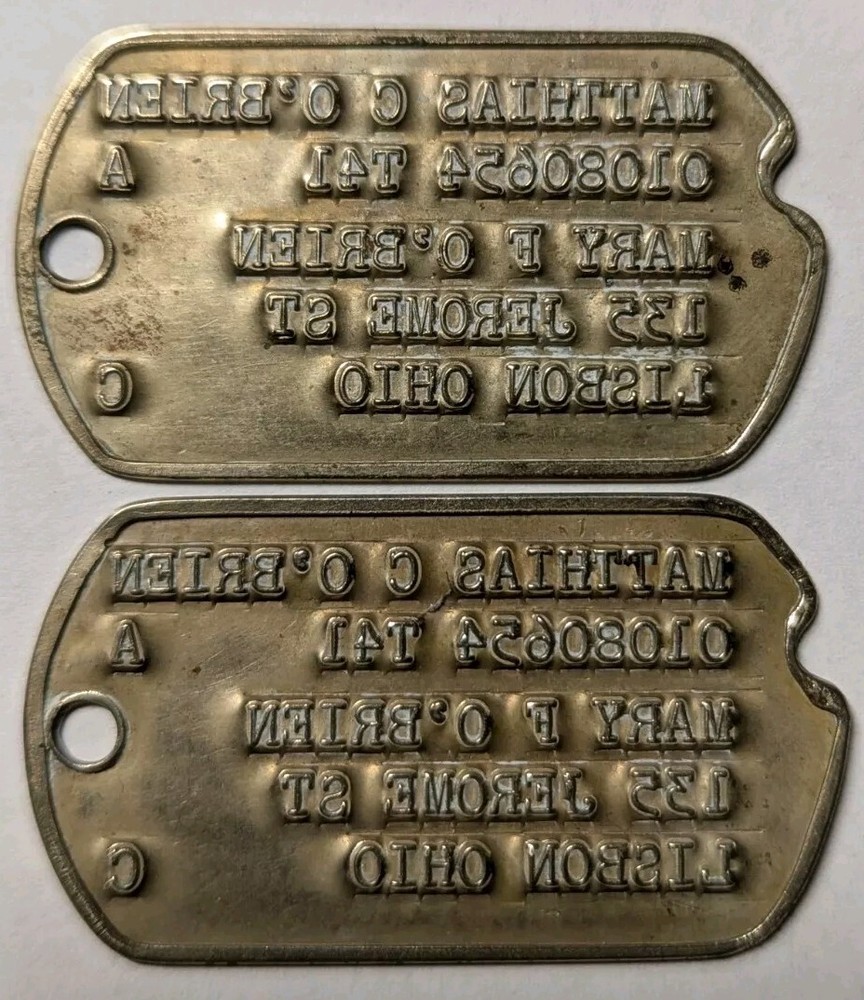 MATTHIAS C O'BRIEN
01080654 T41 A
MARY F O'BRIEN
135 JEROME ST
LISBON OHIO C
MATTHIAS C O'BRIEN
01080654 T41 A
MARY F O'BRIEN
135 JEROME ST
LISBON OHIO C